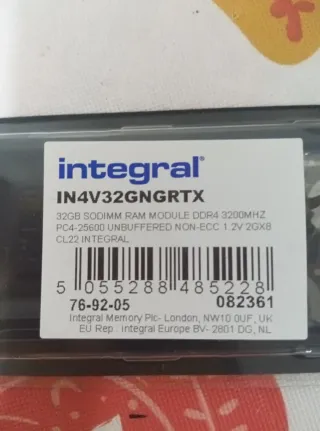 integral
IN4V32GNGRTX
32GB SODIMM RAM MODULE DDR4 3200MHZ
PC4-25600 UNBUFFERED NON-ECC 1.2V 2GX8
CL22 INTEGRAL
5 055288 485228
76-92-05 082361
Integral Memory Plc- London, NW10 0UF, UK
EU Rep : integral Europe BV- 2801 DG, NL